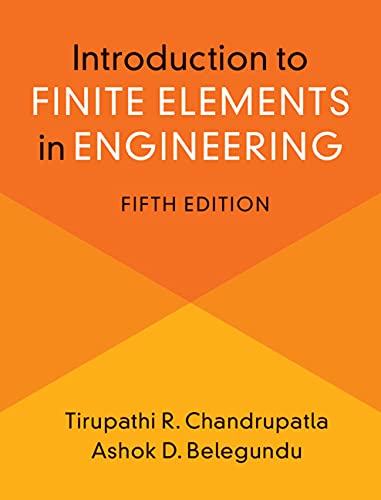 Introduction to
FINITE ELEMENTS
in ENGINEERING
FIFTH EDITION
Tirupathi R. Chandrupatla
Ashok D. Belegundu